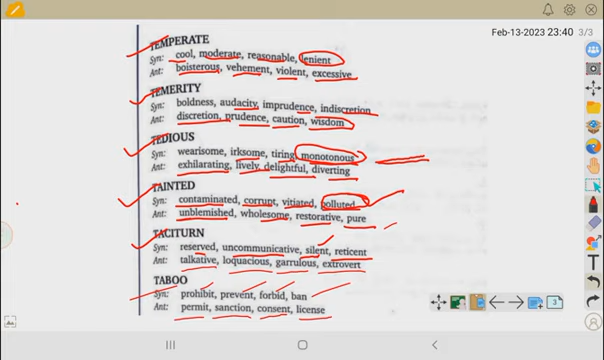 Feb-13-2023 23:40 3/3
TEMPERATE
Syn: cool, moderate, reasonable, lenient
Ant: boisterous, vehement, violent, excessive
TEMERITY
Syn: boldness, audacity, imprudence, indiscretion
Ant: discretion, prudence, caution, wisdom
TEDIOUS
Syn: wearisome, irksome, tiring, monotonous
Ant: exhilarating, lively, delightful, diverting
TAINTED
Syn: contaminated, corrupt, vitiated, polluted
Ant: unblemished, wholesome, restorative, pure
TACITURN
Syn: reserved, uncommunicative, silent, reticent
Ant: talkative, loquacious, garrulous, extrovert
TABOO
Syn: prohibit, prevent, forbid, ban
Ant: permit, sanction, consent, license
3
T